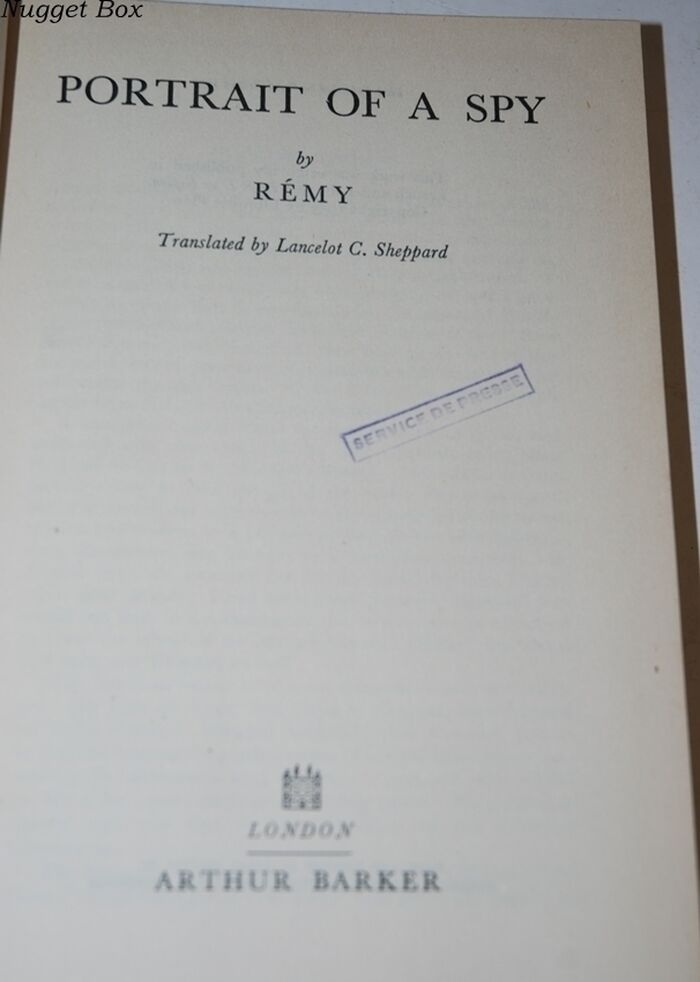 Nugget Box
PORTRAIT OF A SPY
by
RÉMY
Translated by Lancelot C. Sheppard
SERVICE DE PRESSE
LONDON
ARTHUR BARKER